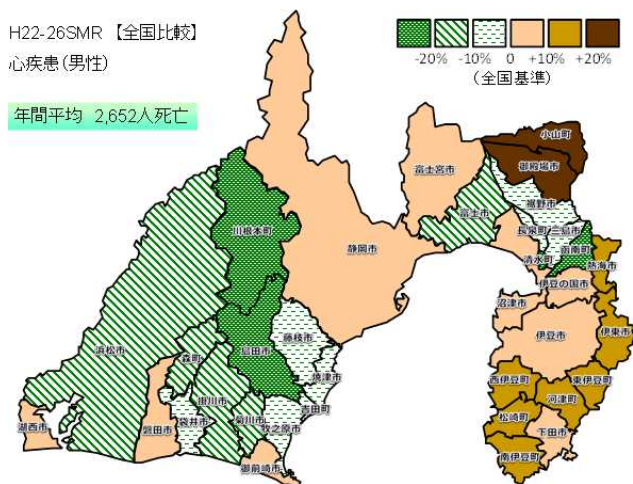 H22-26SMR 【全国比較】
心疾患(男性)
年間平均 2,652人死亡
-20% -10% 0 +10% +20%
(全国基準)
小山町
御殿場市
富士宮市
裾野市
富士市
長泉町
三島市
函南町
清水町
熱海市
伊豆の国市
川根本町
静岡市
沼津市
伊豆市
伊東市
藤枝市
島田市
浜松市
森町
焼津市
西伊豆町
東伊豆町
掛川市
吉田町
河津町
湖西市
磐田市
袋井市
菊川市
牧之原市
松崎町
下田市
御前崎市
南伊豆町